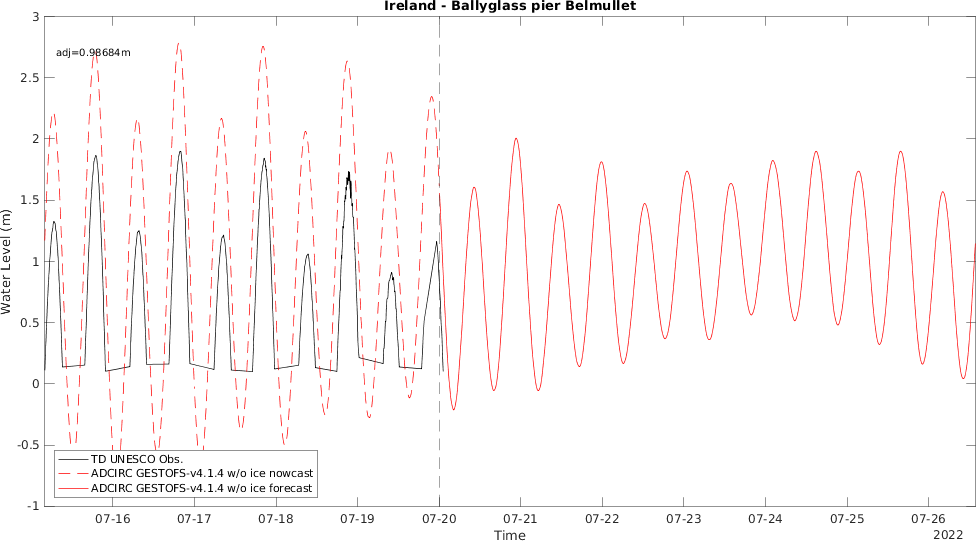 Ireland - Ballyglass pier Belmullet
adj=0.98684m
3
2.5
2
1.5
1
0.5
0
-0.5
-1
Water Level (m)
TD UNESCO Obs.
ADCIRC GESTOFS-v4.1.4 w/o ice nowcast
ADCIRC GESTOFS-v4.1.4 w/o ice forecast
07-16 07-17 07-18 07-19 07-20 07-21 07-22 07-23 07-24 07-25 07-26
Time
2022